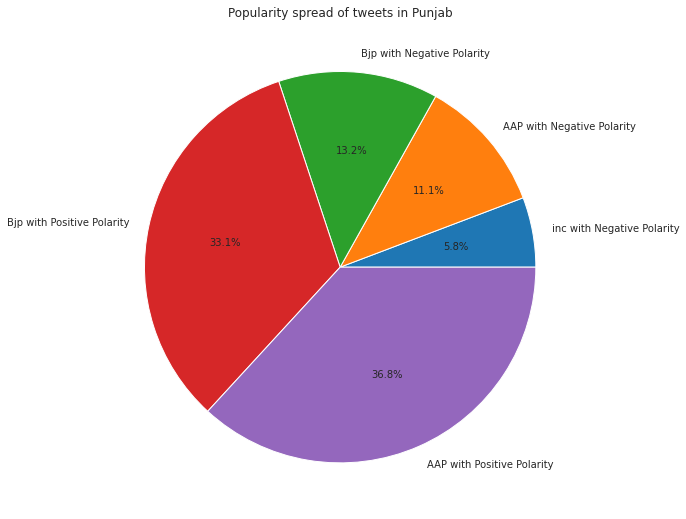 Popularity spread of tweets in Punjab
Bjp with Negative Polarity
AAP with Negative Polarity
13.2%
11.1%
Bjp with Positive Polarity
inc with Negative Polarity
33.1%
5.8%
36.8%
AAP with Positive Polarity